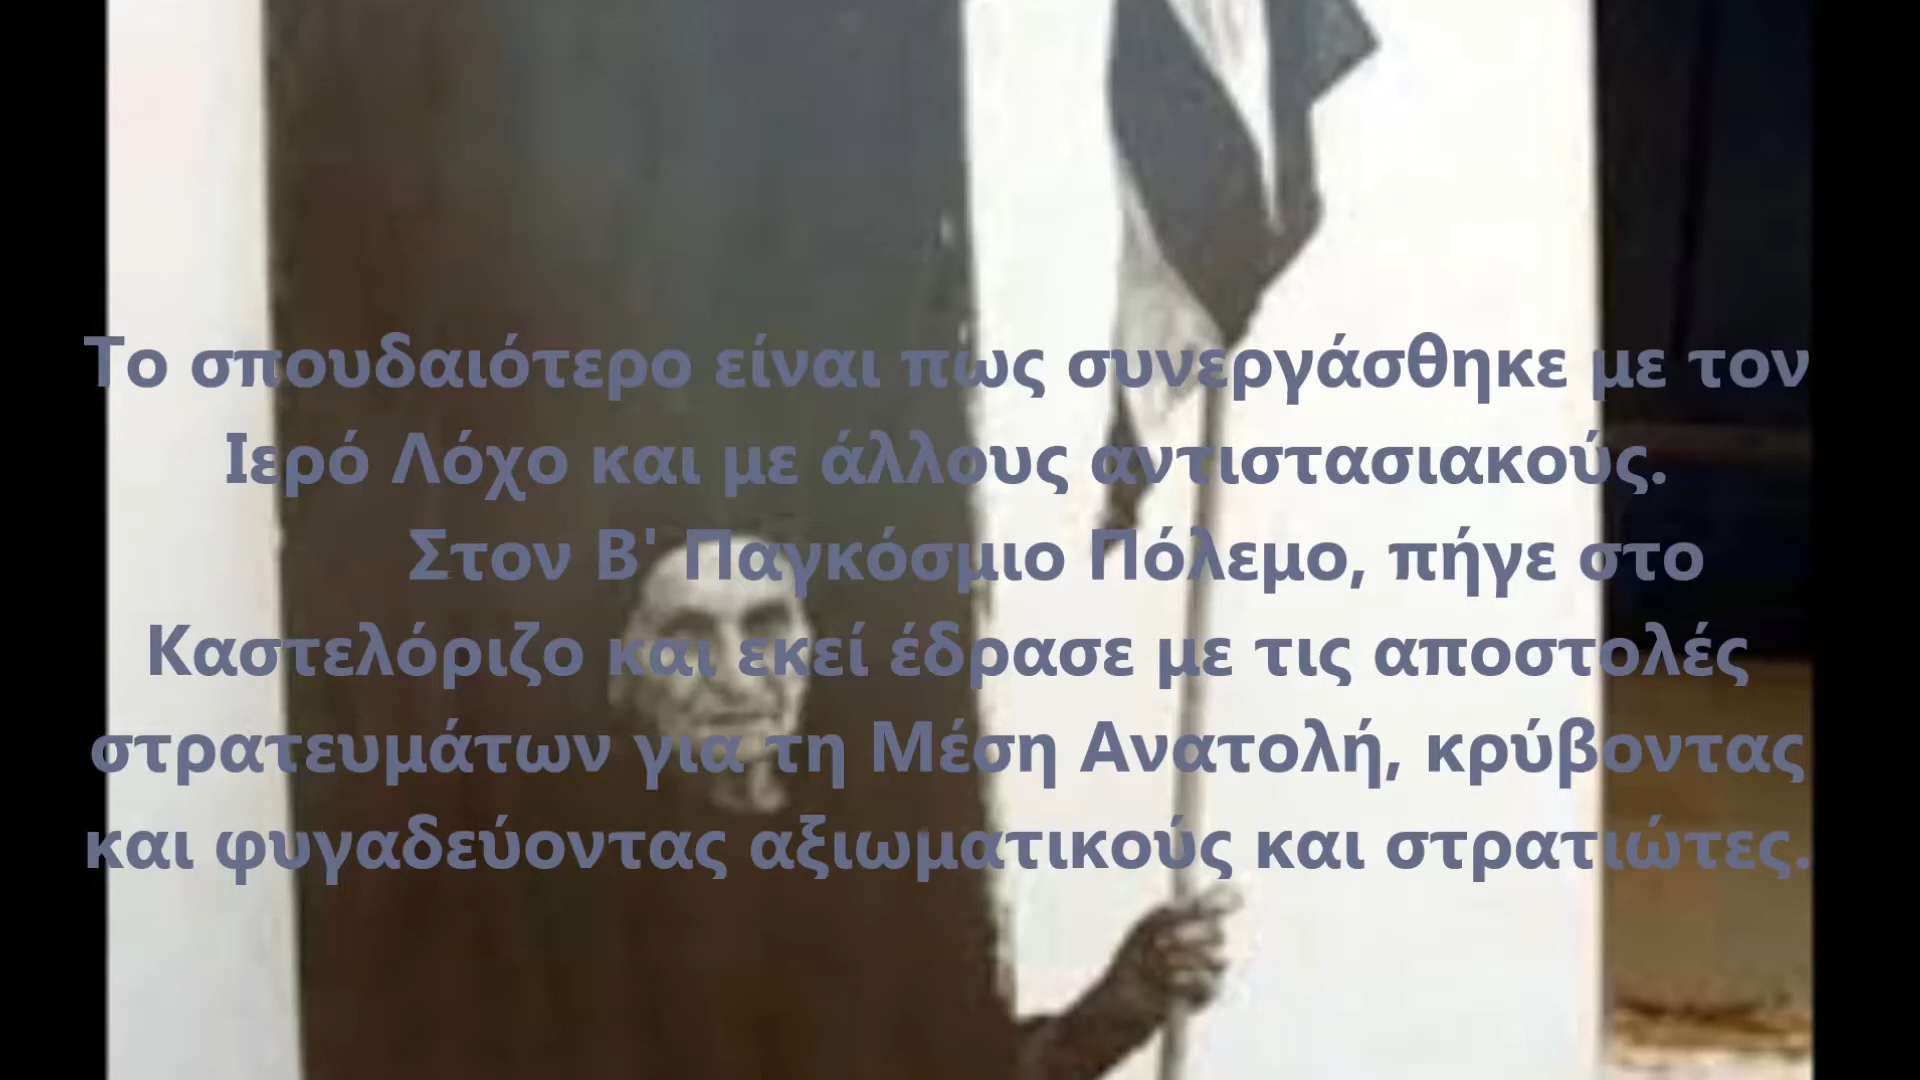 Το σπουδαιότερο είναι πως συνεργάσθηκε με τον
Ιερό Λόχο και με άλλους αντιστασιακούς.
Στον Β' Παγκόσμιο Πόλεμο, πήγε στο
Καστελόριζο και εκεί έδρασε με τις αποστολές
στρατευμάτων για τη Μέση Ανατολή, κρύβοντας
και φυγαδεύοντας αξιωματικούς και στρατιώτες.